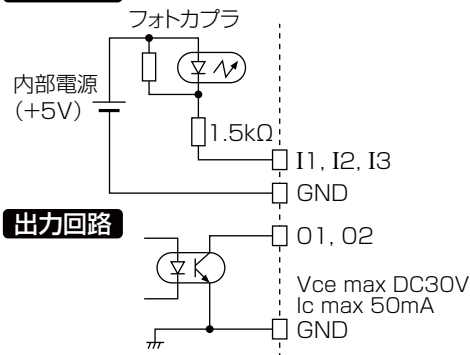 フォトカプラ
内部電源
(+5V)
1.5kΩ
I1, I2, I3
GND
出力回路
O1, O2
Vce max DC30V
Ic max 50mA
GND